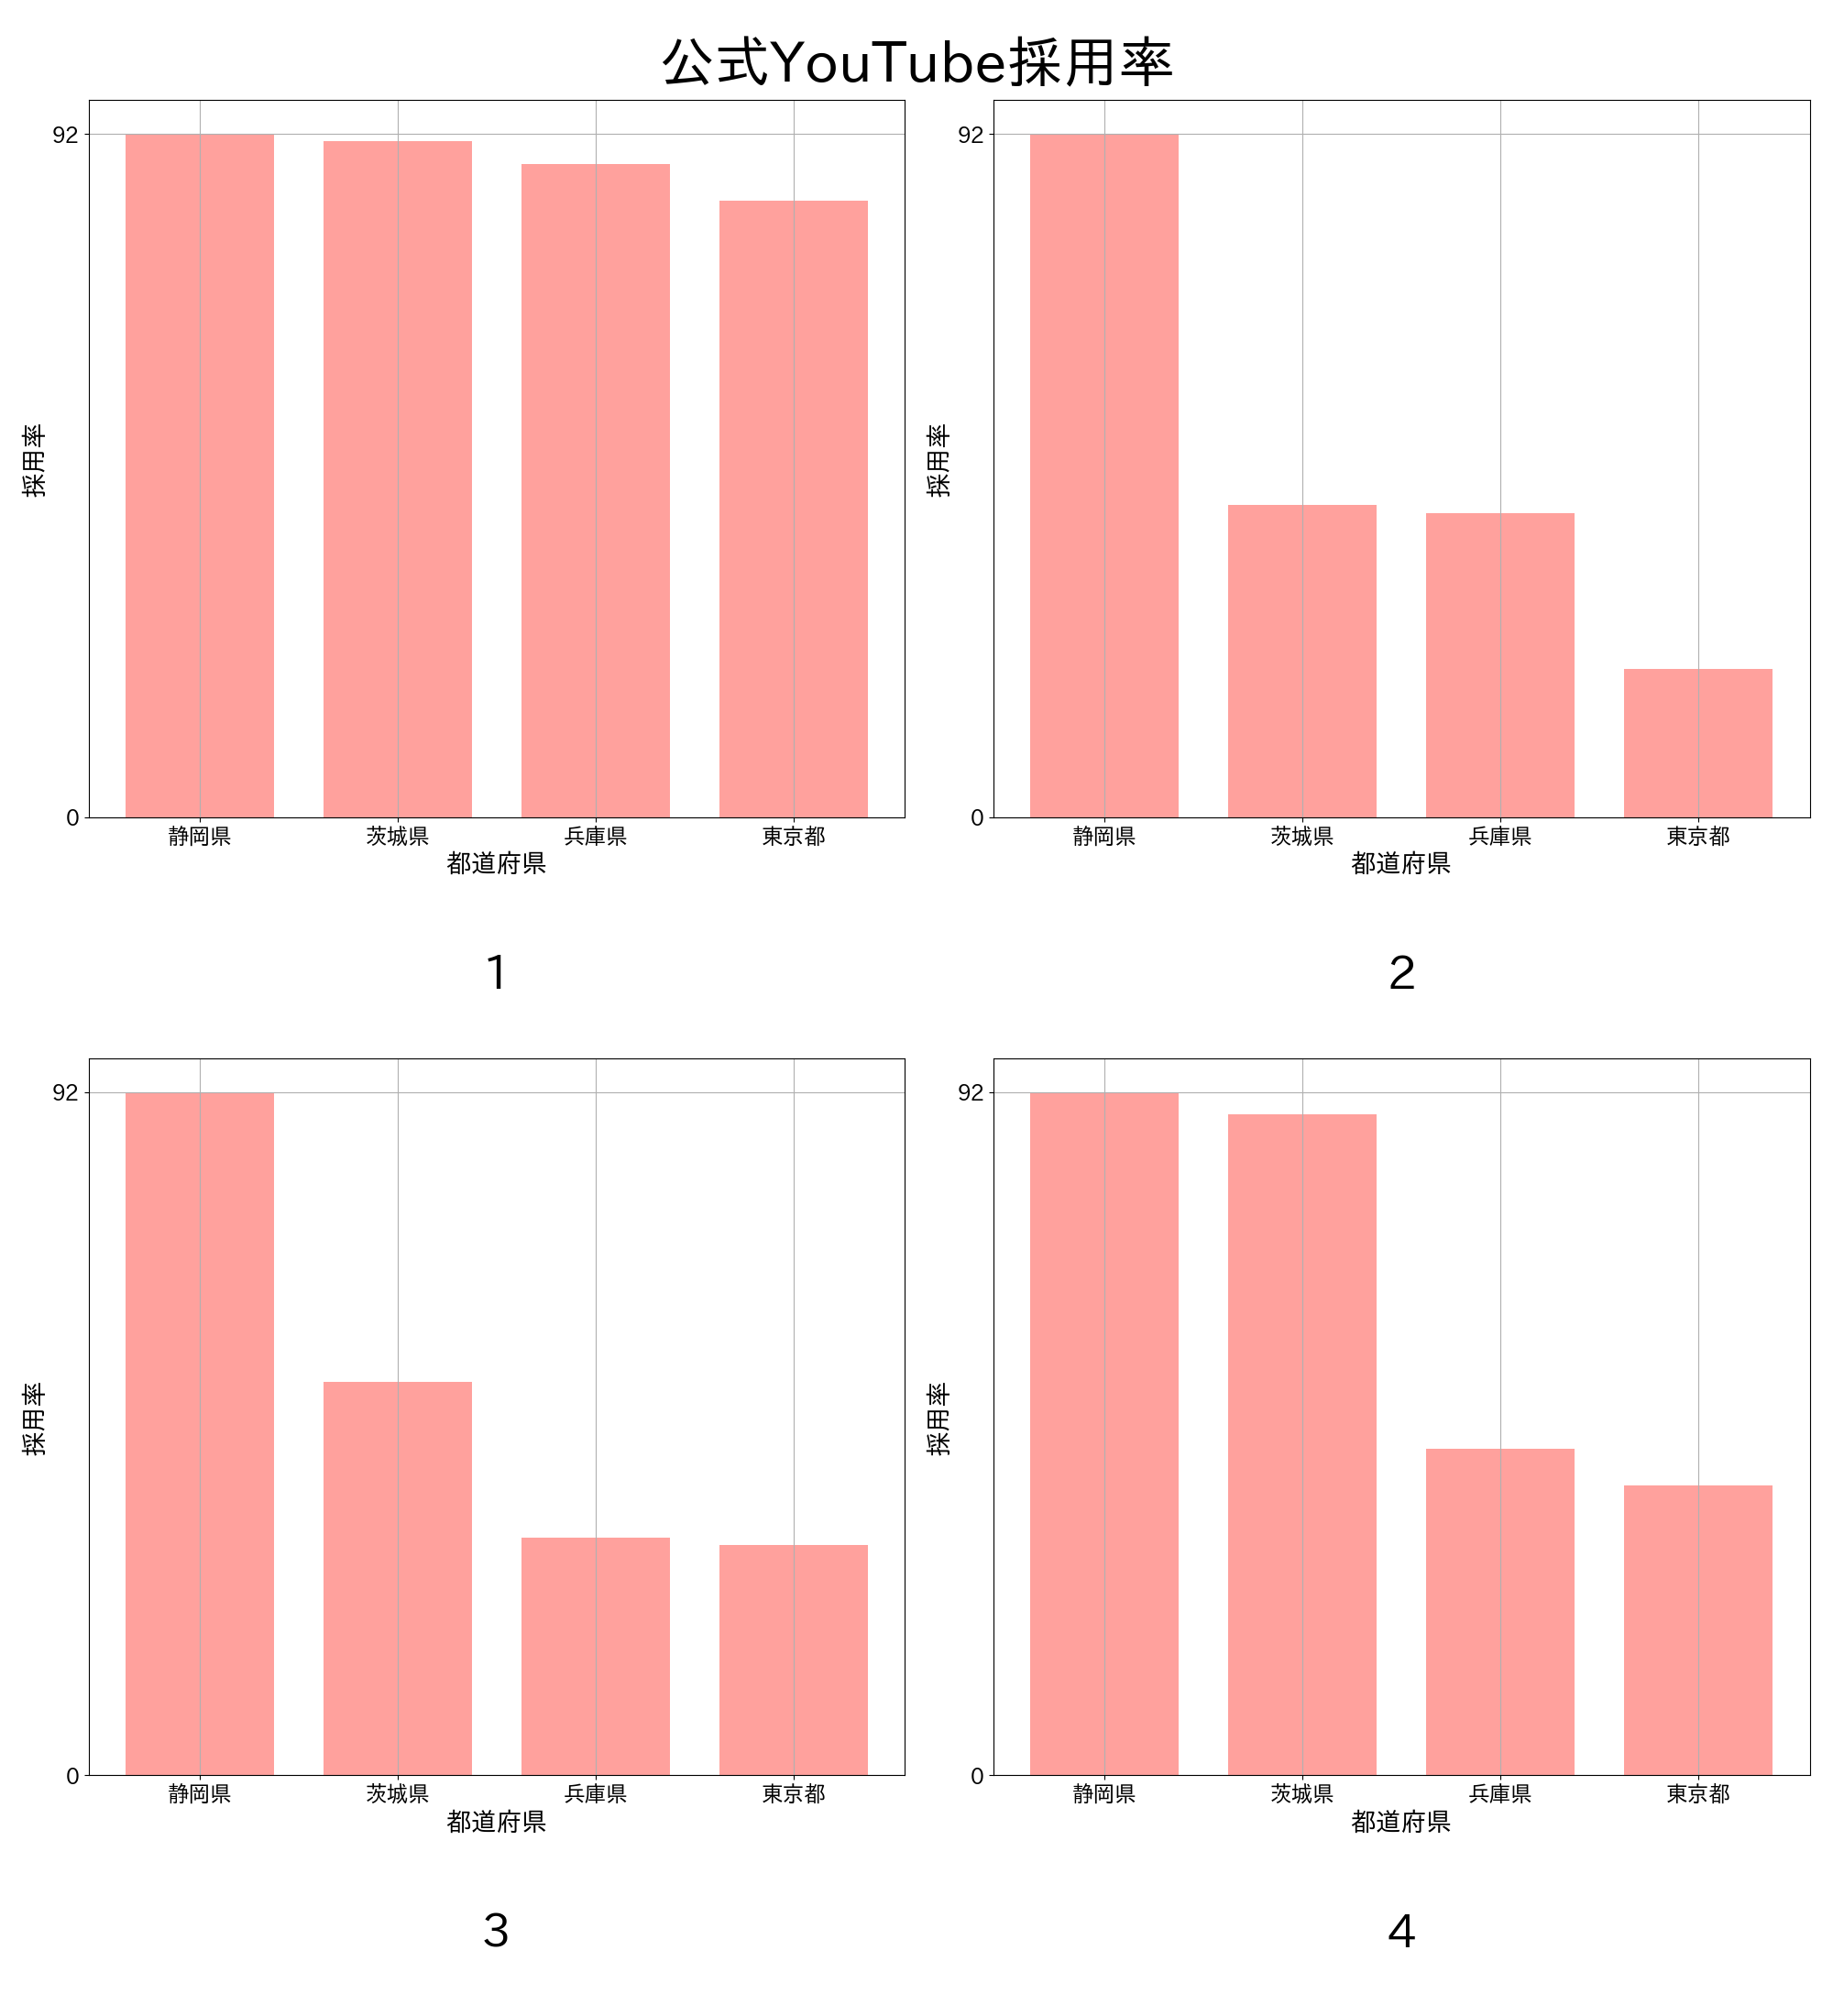 公式YouTube採用率
92
0
採用率
静岡県 茨城県 兵庫県 東京都
都道府県
1
92
0
採用率
静岡県 茨城県 兵庫県 東京都
都道府県
2
92
0
採用率
静岡県 茨城県 兵庫県 東京都
都道府県
3
92
0
採用率
静岡県 茨城県 兵庫県 東京都
都道府県
4